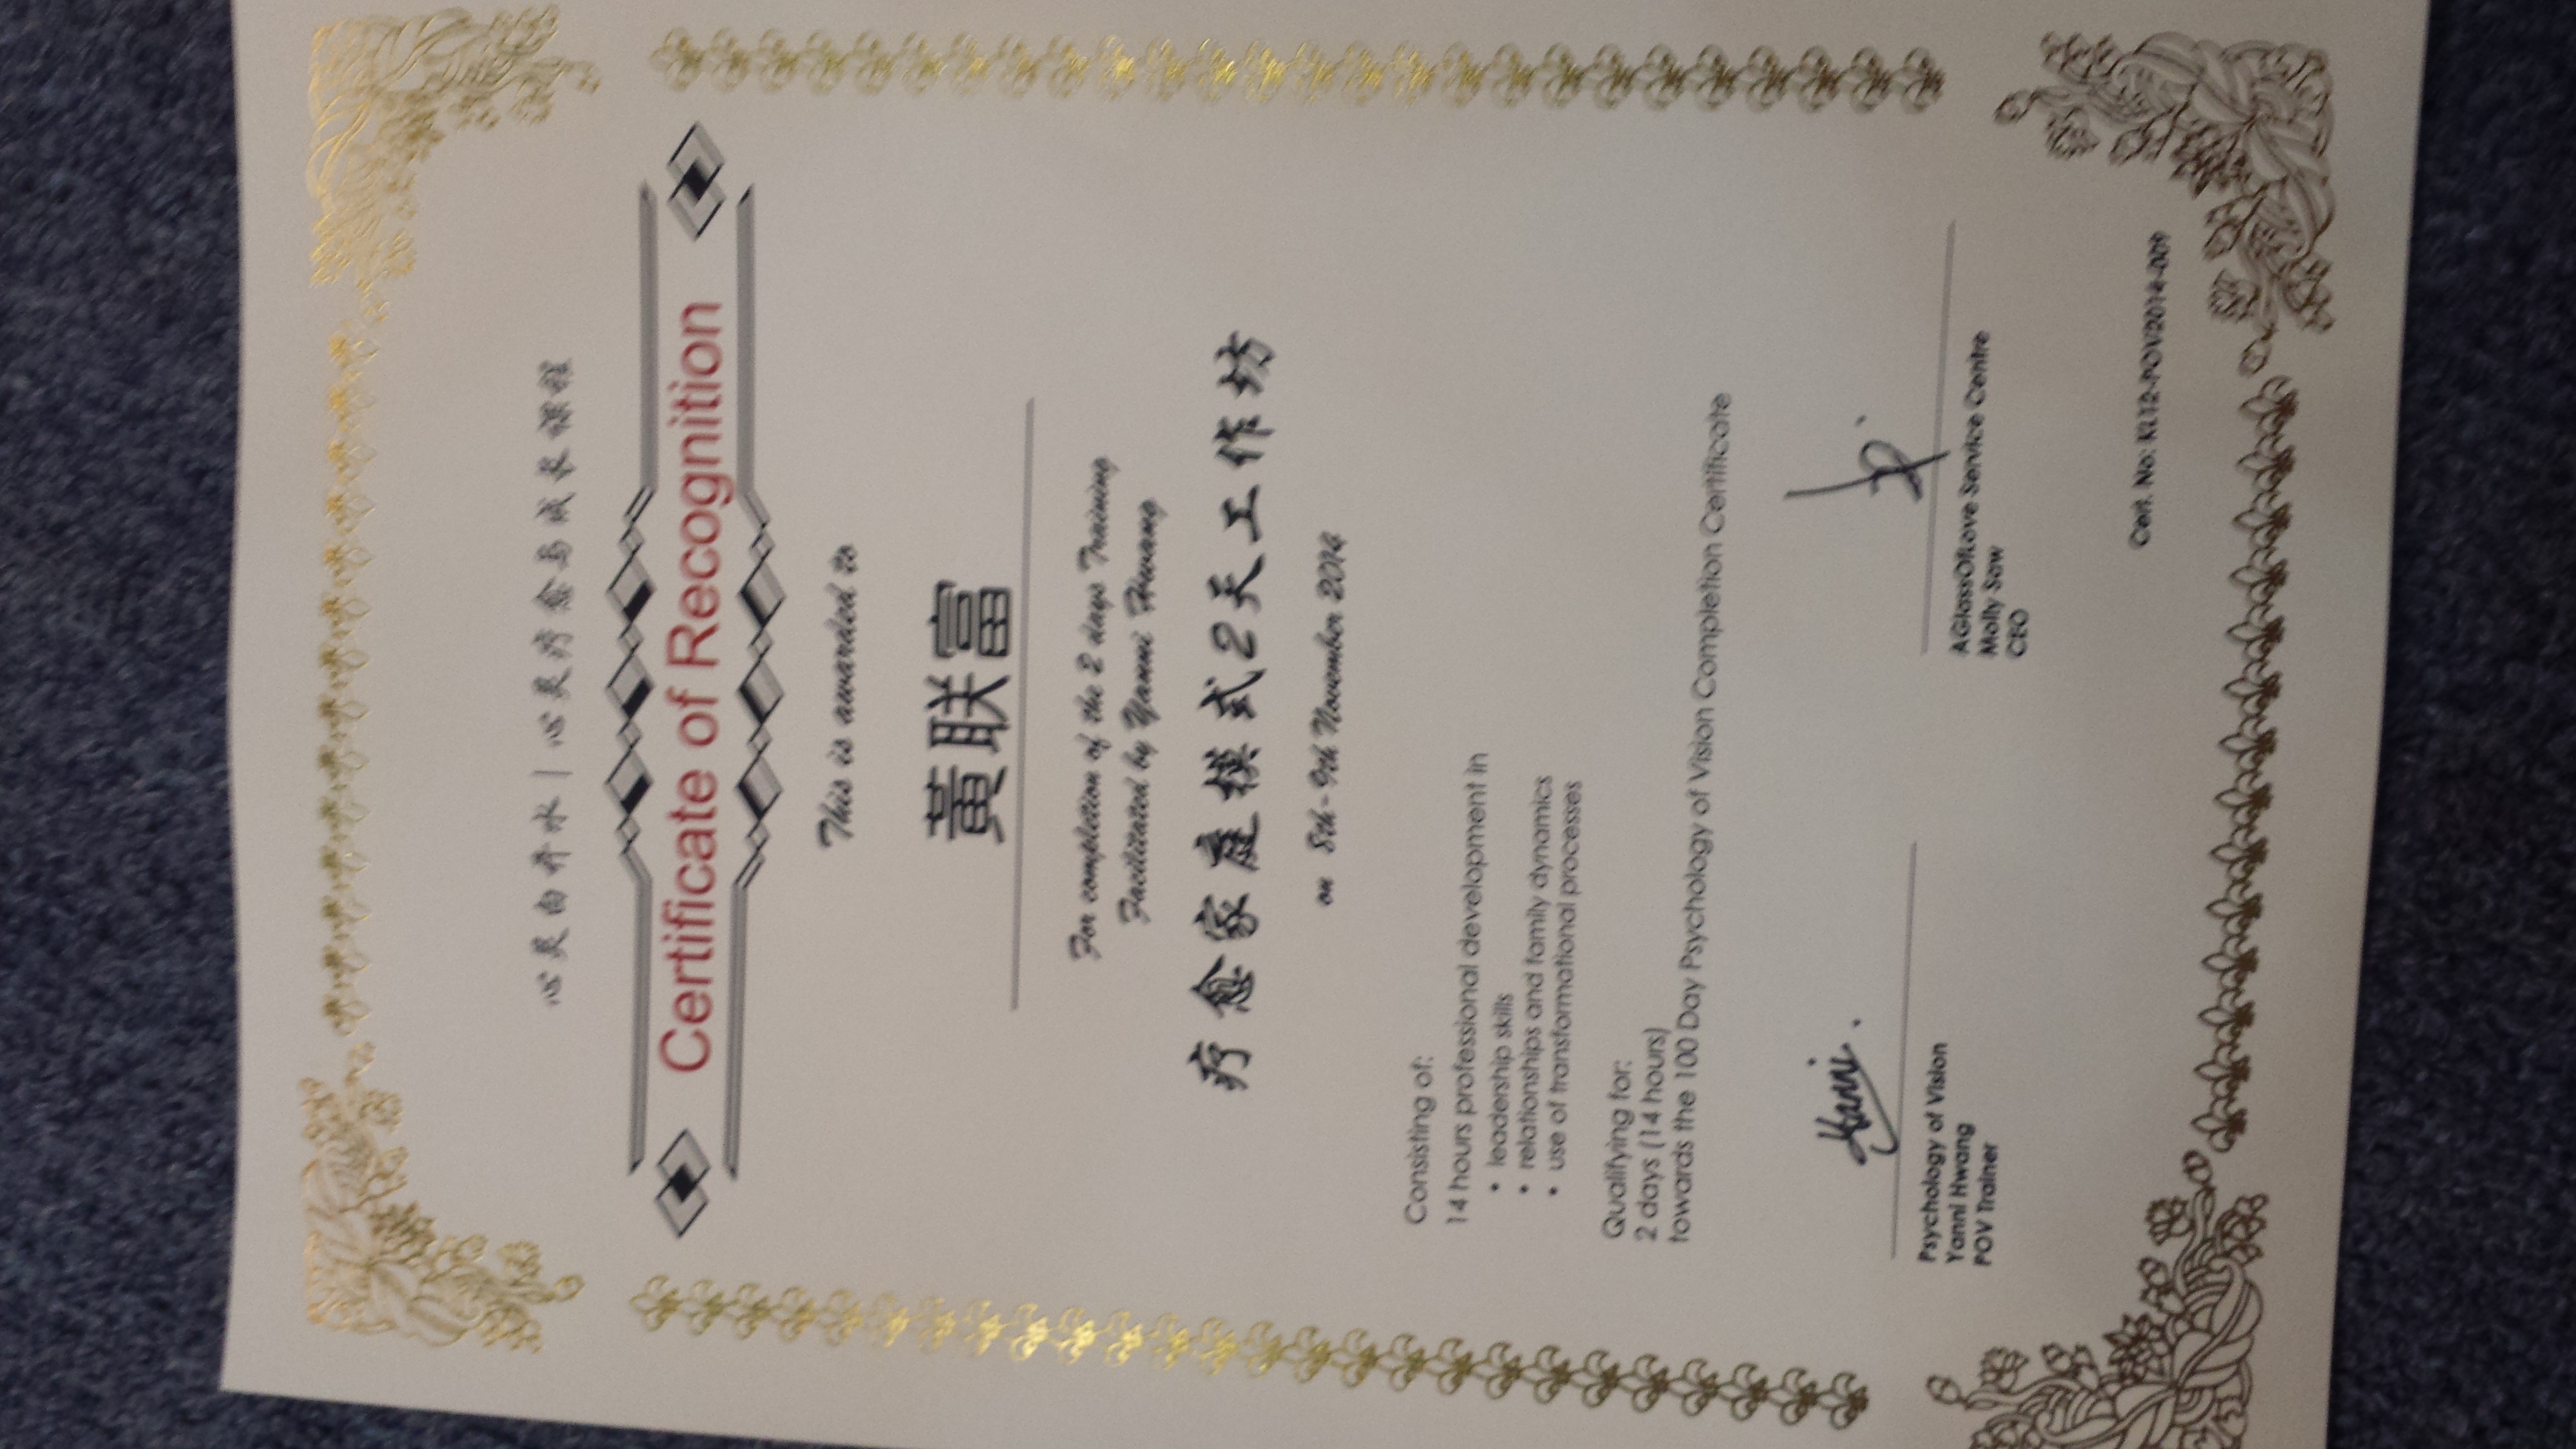 心灵白开水 | 心灵疗愈与成长课程
Certificate of Recognition
This is awarded to
黃联富
For completion of the 2 days Training
Facilitated by Yanni Hwang
疗愈家庭模式2天工作坊
on 8th-9th November 2014
Consisting of:
14 hours professional development in
• leadership skills
• relationships and family dynamics
• use of transformational processes
Qualifying for:
2 days (14 hours)
towards the 100 Day Psychology of Vision Completion Certificate
Yanni.
Psychology of Vision
Yanni Hwang
POV Trainer
AGlassOfLove Service Centre
Molly Saw
CEO
Cert. No: KL12-POV2014-009